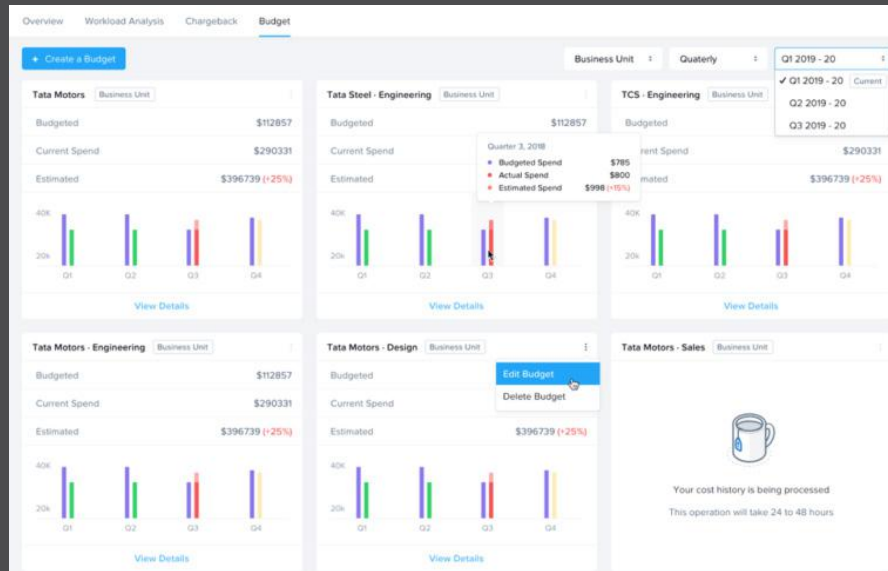 Overview Workload Analysis Chargeback Budget
+ Create a Budget Business Unit Quaterly Q1 2019 - 20
✓ Q1 2019 - 20 Current
Q2 2019 - 20
Q3 2019 - 20
Tata Motors Business Unit
Budgeted $112857
Current Spend $290331
Estimated $396739 (+25%)
40K
20k
Q1 Q2 Q3 Q4
View Details
Tata Steel - Engineering Business Unit
Budgeted $112857
Current Spend
Estimated
Quarter 3, 2018
Budgeted Spend $785
Actual Spend $800
Estimated Spend $998 (+15%)
40K
20k
Q1 Q2 Q3 Q4
View Details
TCS - Engineering Business Unit
Budgeted
rent Spend $290331
mated $396739 (+25%)
40K
20k
Q1 Q2 Q3 Q4
View Details
Tata Motors - Engineering Business Unit
Budgeted $112857
Current Spend $290331
Estimated $396739 (+25%)
40K
20k
Q1 Q2 Q3 Q4
View Details
Tata Motors - Design Business Unit
Edit Budget
Delete Budget
Budgeted
Current Spend
Estimated $396739 (+25%)
40K
20k
Q1 Q2 Q3 Q4
View Details
Tata Motors - Sales Business Unit
Your cost history is being processed
This operation will take 24 to 48 hours